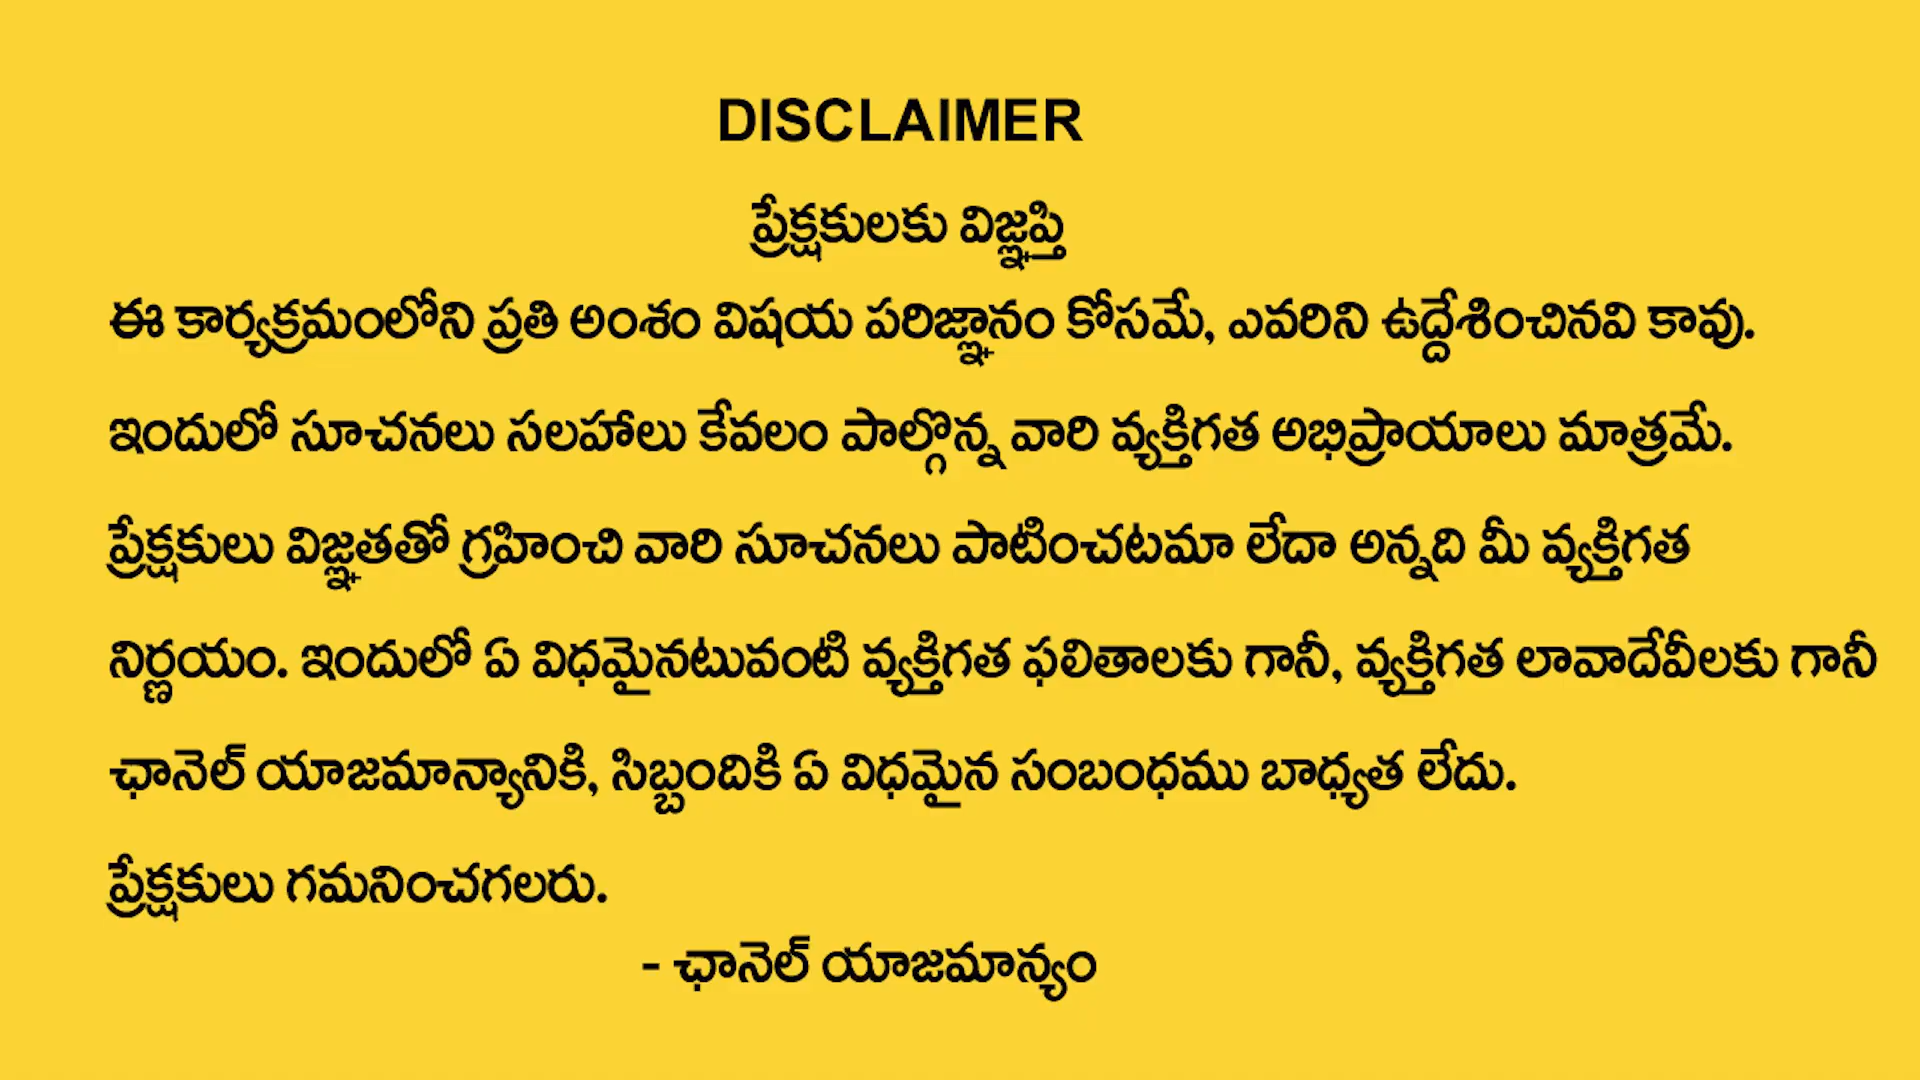 DISCLAIMER
ప్రేక్షకులకు విజ్ఞప్తి
ఈ కార్యక్రమంలోని ప్రతి అంశం విషయ పరిజ్ఞానం కోసమే, ఎవరిని ఉద్దేశించినవి కావు.
ఇందులో సూచనలు సలహాలు కేవలం పాల్గొన్న వారి వ్యక్తిగత అభిప్రాయాలు మాత్రమే.
ప్రేక్షకులు విజ్ఞతతో గ్రహించి వారి సూచనలు పాటించటమా లేదా అన్నది మీ వ్యక్తిగత
నిర్ణయం. ఇందులో ఏ విధమైనటువంటి వ్యక్తిగత ఫలితాలకు గానీ, వ్యక్తిగత లావాదేవీలకు గానీ
ఛానెల్ యాజమాన్యానికి, సిబ్బందికి ఏ విధమైన సంబంధము బాధ్యత లేదు.
ప్రేక్షకులు గమనించగలరు.
- ఛానెల్ యాజమాన్యం